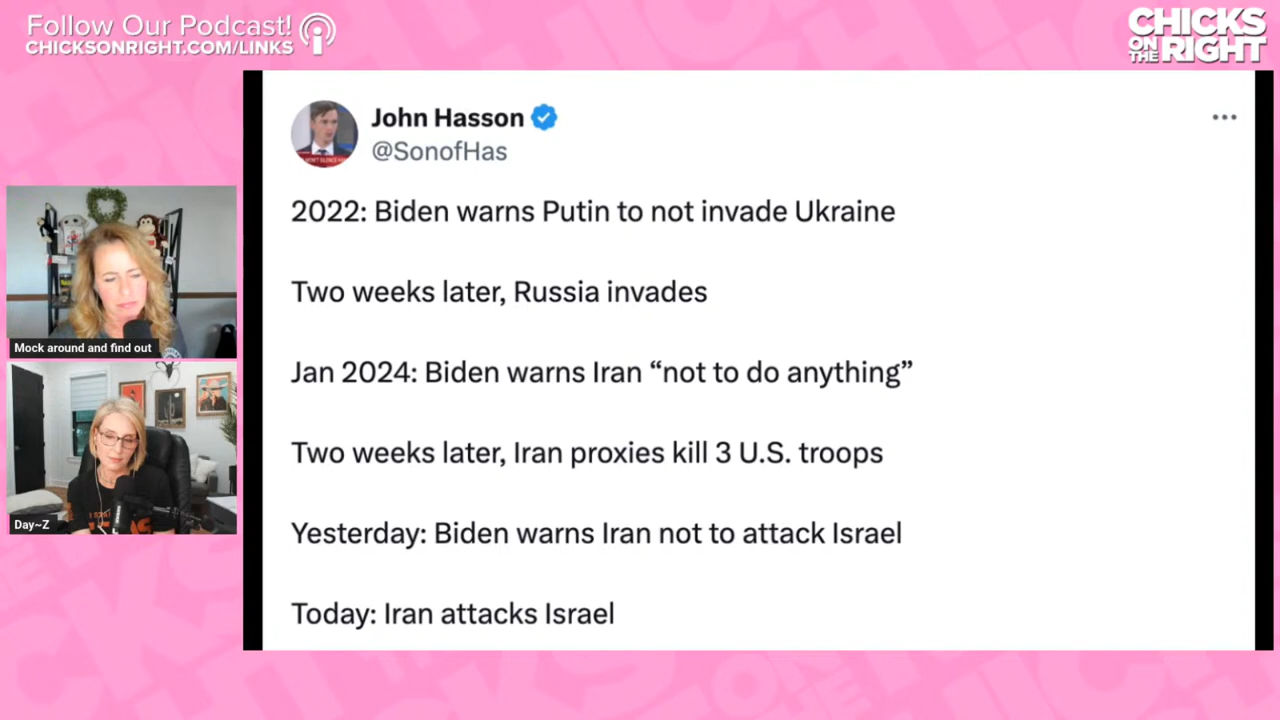 Follow Our Podcast!
CHICKSONRIGHT.COM/LINKS
CHICKS
ON
THE RIGHT
John Hasson
@SonofHas
2022: Biden warns Putin to not invade Ukraine
Two weeks later, Russia invades
Jan 2024: Biden warns Iran “not to do anything”
Two weeks later, Iran proxies kill 3 U.S. troops
Yesterday: Biden warns Iran not to attack Israel
Today: Iran attacks Israel
Mock around and find out
Day~Z